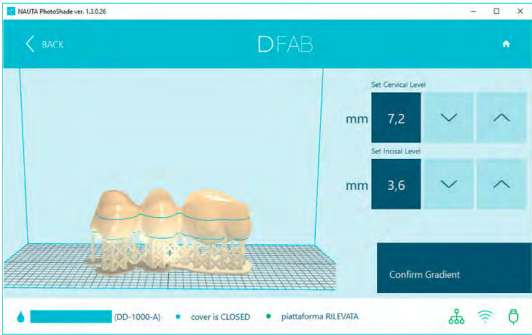 NAUTA PhotoShade ver. 1.3.0.26
BACK
DFAB
Set Cervical Level
mm 7,2
Set Incisal Level
mm 3,6
Confirm Gradient
(DD-1000-A) cover is CLOSED piattaforma RILEVATA